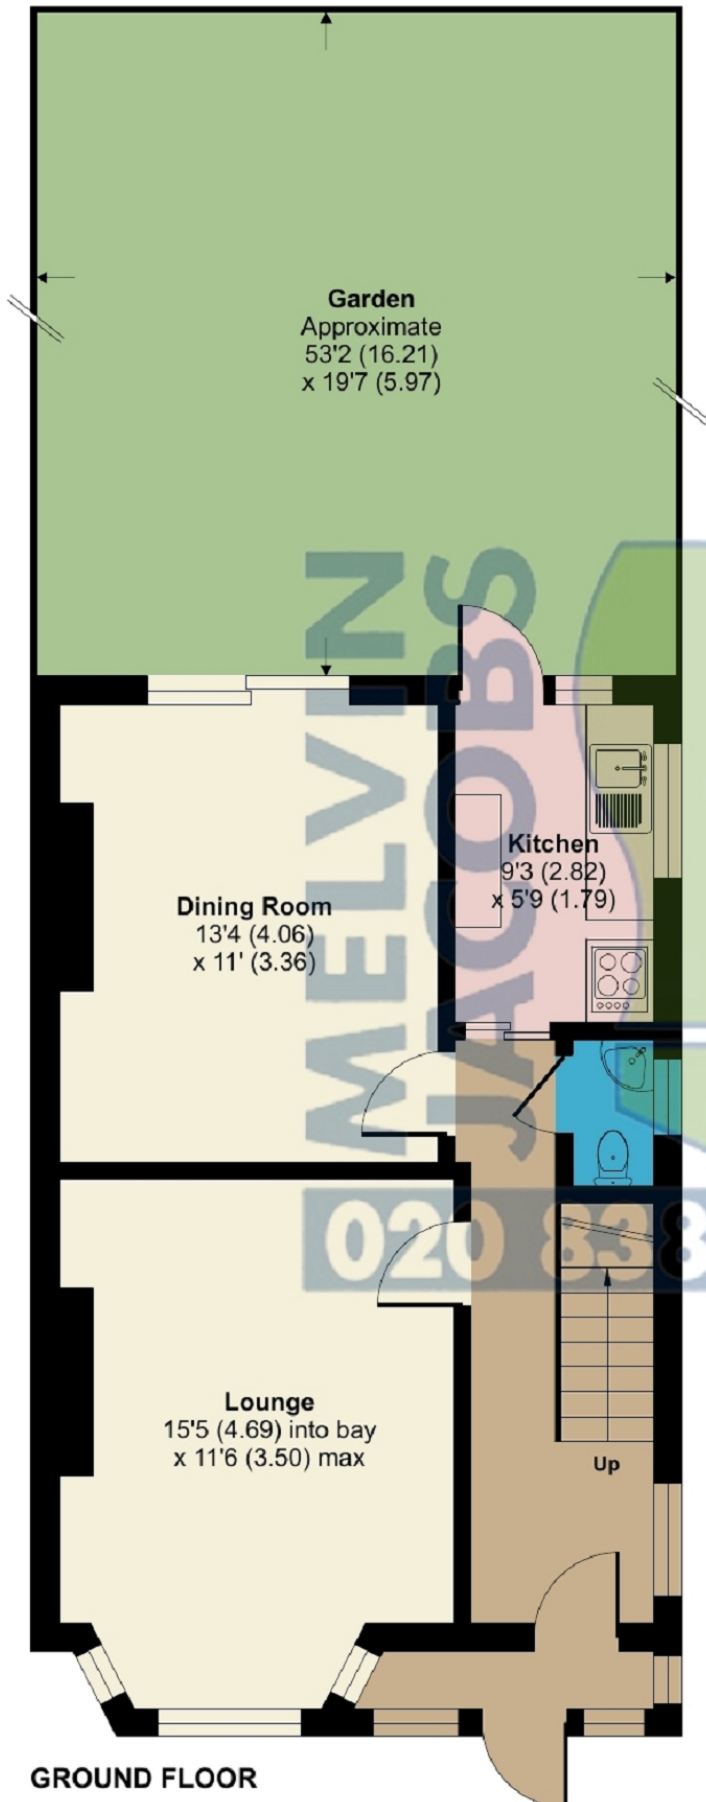 Garden
Approximate
53'2 (16.21)
x 19'7 (5.97)
MELVIN
JACOBS
Kitchen
9'3 (2.82)
x 5'9 (1.79)
Dining Room
13'4 (4.06)
x 11' (3.36)
020 838
Lounge
15'5 (4.69) into bay
x 11'6 (3.50) max
Up
GROUND FLOOR